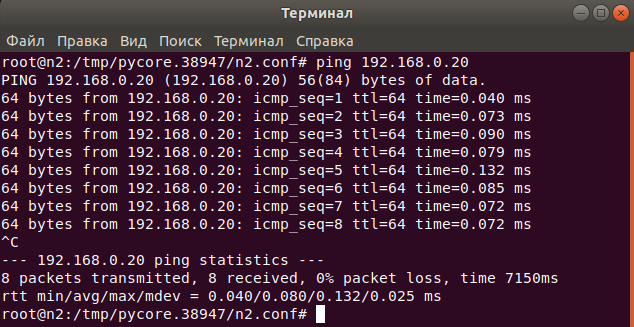 Терминал
Файл Правка Вид Поиск Терминал Справка
root@n2:/tmp/pycore.38947/n2.conf# ping 192.168.0.20
PING 192.168.0.20 (192.168.0.20) 56(84) bytes of data.
64 bytes from 192.168.0.20: icmp_seq=1 ttl=64 time=0.040 ms
64 bytes from 192.168.0.20: icmp_seq=2 ttl=64 time=0.073 ms
64 bytes from 192.168.0.20: icmp_seq=3 ttl=64 time=0.090 ms
64 bytes from 192.168.0.20: icmp_seq=4 ttl=64 time=0.079 ms
64 bytes from 192.168.0.20: icmp_seq=5 ttl=64 time=0.132 ms
64 bytes from 192.168.0.20: icmp_seq=6 ttl=64 time=0.085 ms
64 bytes from 192.168.0.20: icmp_seq=7 ttl=64 time=0.072 ms
64 bytes from 192.168.0.20: icmp_seq=8 ttl=64 time=0.072 ms
^C
--- 192.168.0.20 ping statistics ---
8 packets transmitted, 8 received, 0% packet loss, time 7150ms
rtt min/avg/max/mdev = 0.040/0.080/0.132/0.025 ms
root@n2:/tmp/pycore.38947/n2.conf#